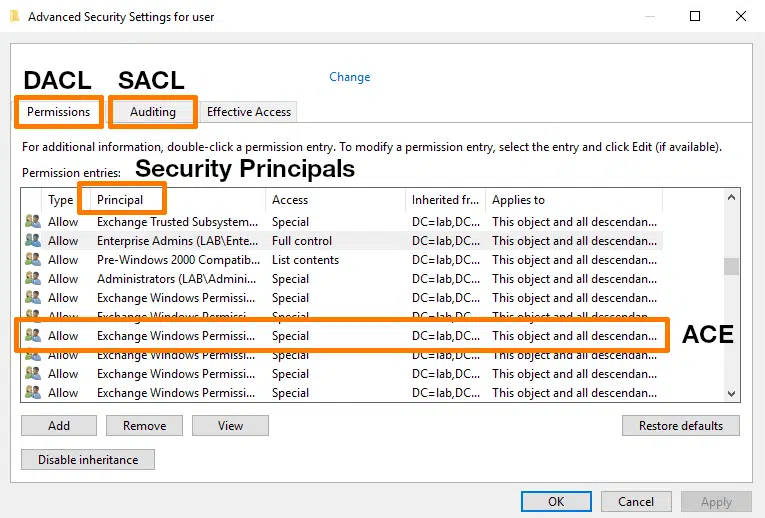 Advanced Security Settings for user
DACL SACL Change
Permissions Auditing Effective Access
For additional information, double-click a permission entry. To modify a permission entry, select the entry and click Edit (if available).
Permission entries: Security Principals
Type Principal Access Inherited fr... Applies to
Allow Exchange Trusted Subsystem... Special DC=lab,DC... This object and all descendan...
Allow Enterprise Admins (LAB\Ente... Full control DC=lab,DC... This object and all descendan...
Allow Pre-Windows 2000 Compatib... List contents DC=lab,DC... This object and all descendan...
Allow Administrators (LAB\Admini... Special DC=lab,DC... This object and all descendan...
Allow Exchange Windows Permissi... Special DC=lab,DC... This object and all descendan...
Allow Exchange Windows Permissi... Special DC=lab,DC... This object and all descendan...
Allow Exchange Windows Permissi... Special DC=lab,DC... This object and all descendan... ACE
Allow Exchange Windows Permissi... Special DC=lab,DC... This object and all descendan...
Allow Exchange Windows Permissi... Special DC=lab,DC... This object and all descendan...
Allow Exchange Windows Permissi... Special DC=lab,DC... This object and all descendan...
Add Remove View Restore defaults
Disable inheritance
OK Cancel Apply